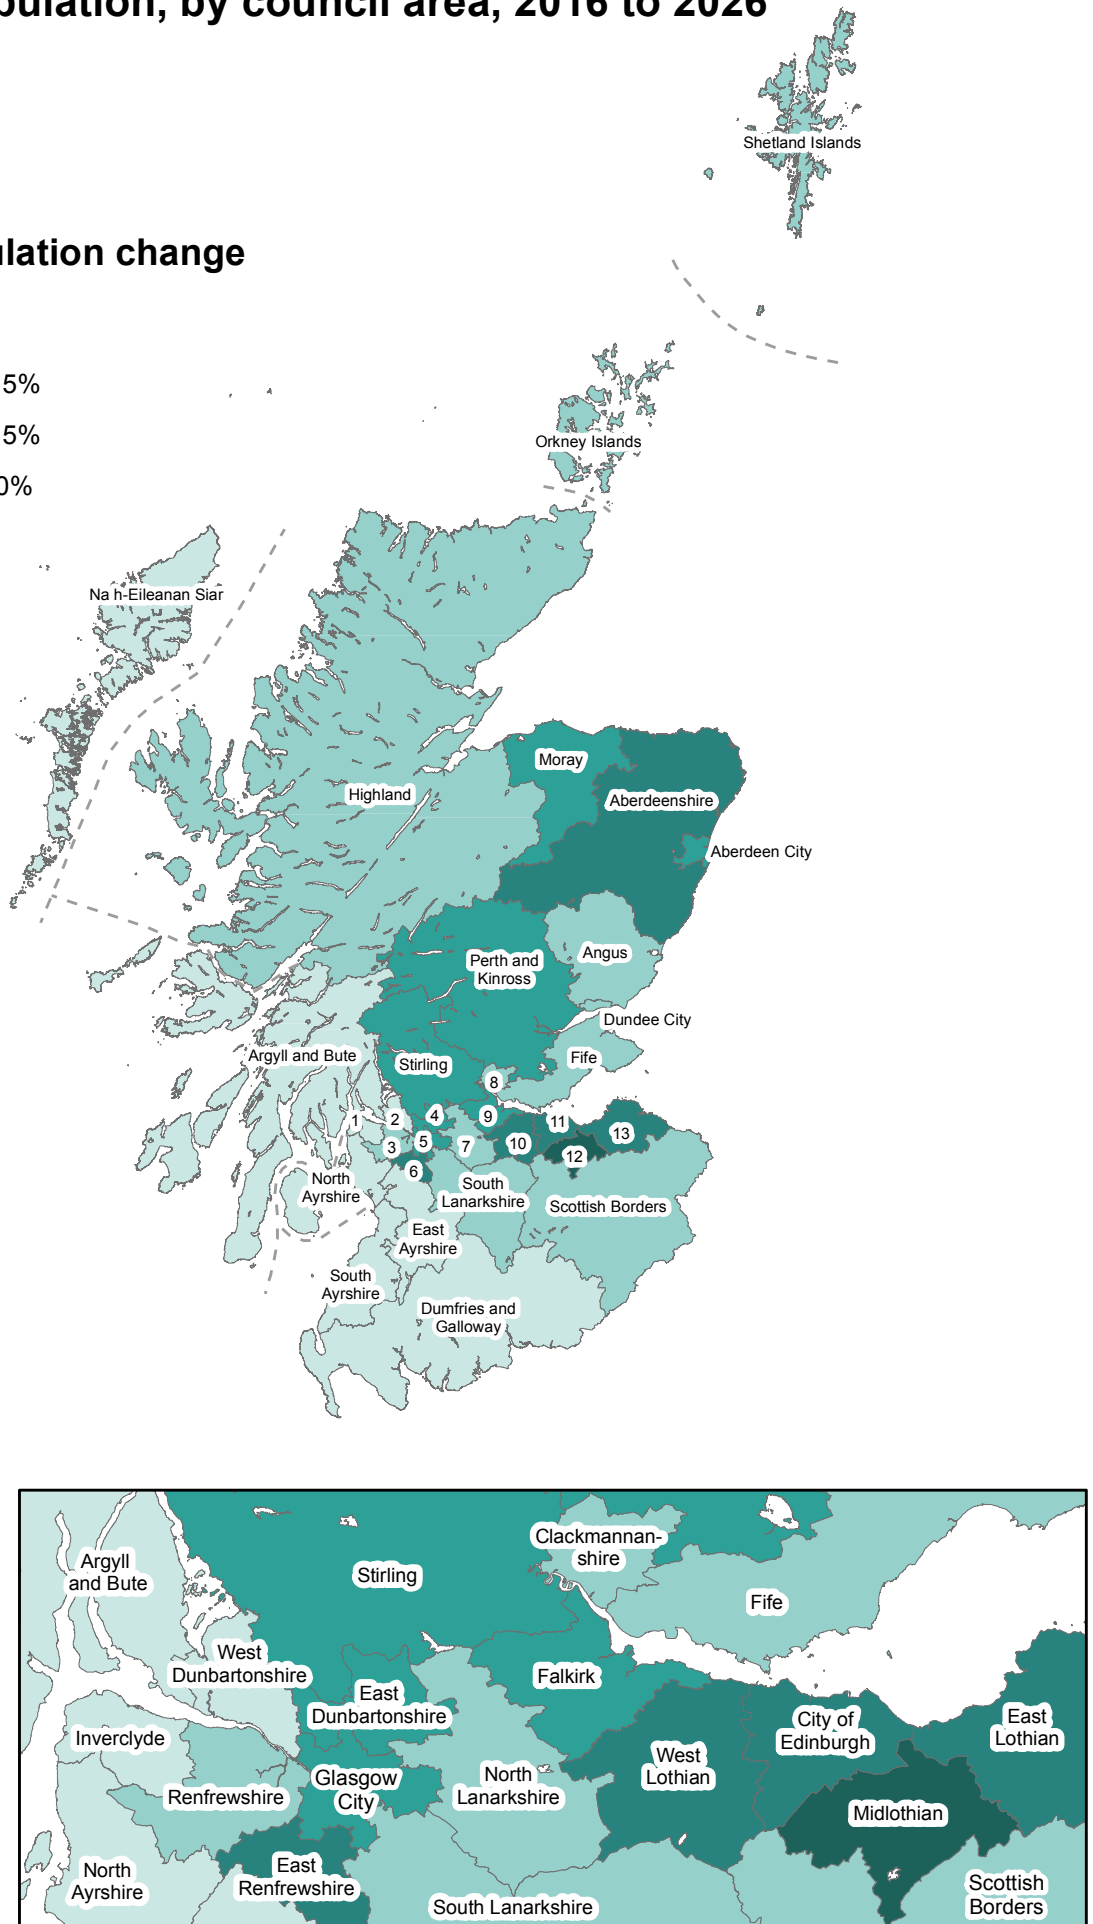 pulation, by council area, 2016 to 2026
Shetland Islands
ulation change
5%
5%
0%
Orkney Islands
Na h-Eileanan Siar
Moray
Highland
Aberdeenshire
Aberdeen City
Angus
Perth and
Kinross
Dundee City
Argyll and Bute
Stirling
Fife
8
1
2
4
9
11
3
5
7
10
13
12
6
North
Ayrshire
South
Lanarkshire
Scottish Borders
East
Ayrshire
South
Ayrshire
Dumfries and
Galloway
Argyll
and Bute
Stirling
Clackmannan-
shire
Fife
West
Dunbartonshire
East
Dunbartonshire
Falkirk
Inverclyde
City of
Edinburgh
East
Lothian
Renfrewshire
Glasgow
City
North
Lanarkshire
West
Lothian
Midlothian
North
Ayrshire
East
Renfrewshire
South Lanarkshire
Scottish
Borders